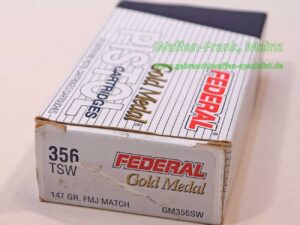 Waffen-Frank, Mainz
www.gebrauchtwaffen-spezialist.de
PISTOL
CARTRIDGES
FEDERAL
Gold Medal
356
TSW
FEDERAL
Gold Medal
147 GR. FMJ MATCH
GM356SW